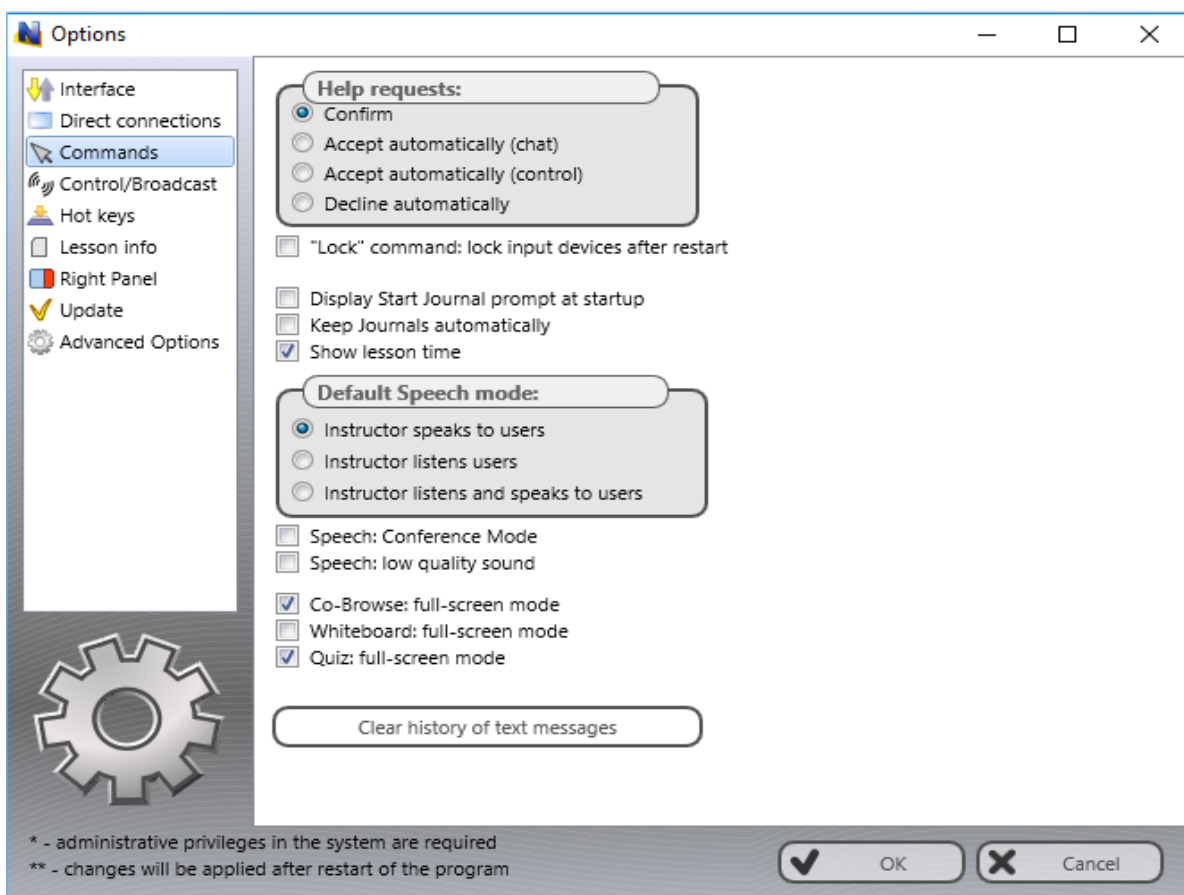 Options
Interface
Direct connections
Commands
Control/Broadcast
Hot keys
Lesson info
Right Panel
Update
Advanced Options
Help requests:
Confirm
Accept automatically (chat)
Accept automatically (control)
Decline automatically
"Lock" command: lock input devices after restart
Display Start Journal prompt at startup
Keep Journals automatically
Show lesson time
Default Speech mode:
Instructor speaks to users
Instructor listens users
Instructor listens and speaks to users
Speech: Conference Mode
Speech: low quality sound
Co-Browse: full-screen mode
Whiteboard: full-screen mode
Quiz: full-screen mode
Clear history of text messages
* - administrative privileges in the system are required
** - changes will be applied after restart of the program
OK
Cancel